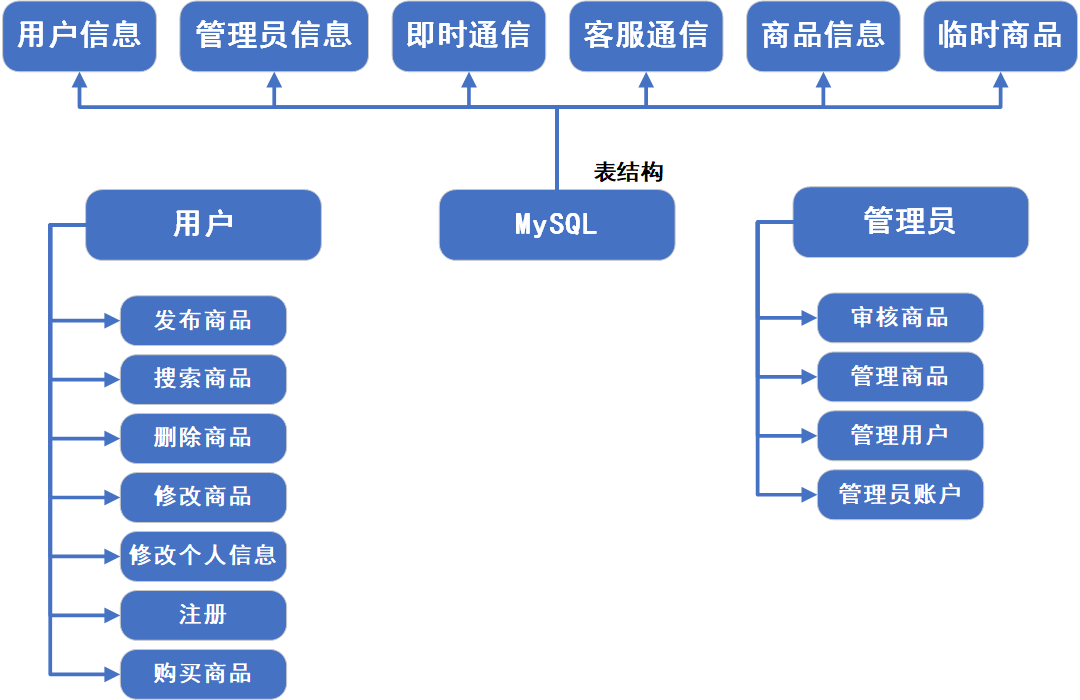 用户信息
管理员信息
即时通信
客服通信
商品信息
临时商品
表结构
用户
MySQL
管理员
发布商品
搜索商品
删除商品
修改商品
修改个人信息
注册
购买商品
审核商品
管理商品
管理用户
管理员账户